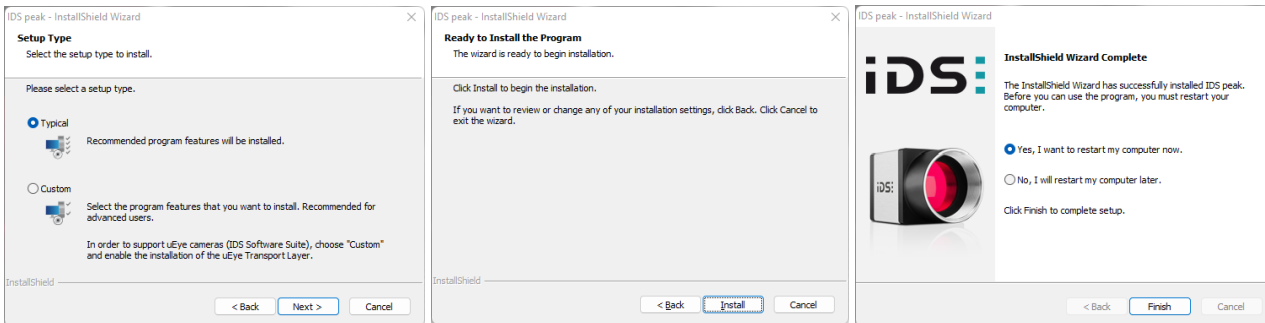 IDS peak - InstallShield Wizard
Setup Type
Select the setup type to install.
Please select a setup type.
Typical
Recommended program features will be installed.
Custom
Select the program features that you want to install. Recommended for
advanced users.
In order to support uEye cameras (IDS Software Suite), choose "Custom"
and enable the installation of the uEye Transport Layer.
InstallShield
< Back
Next >
Cancel
IDS peak - InstallShield Wizard
Ready to Install the Program
The wizard is ready to begin installation.
Click Install to begin the installation.
If you want to review or change any of your installation settings, click Back. Click Cancel to
exit the wizard.
InstallShield
< Back
Install
Cancel
IDS peak - InstallShield Wizard
iDS:
InstallShield Wizard Complete
The InstallShield Wizard has successfully installed IDS peak.
Before you can use the program, you must restart your
computer.
Yes, I want to restart my computer now.
iDS:
No, I will restart my computer later.
Click Finish to complete setup.
< Back
Finish
Cancel